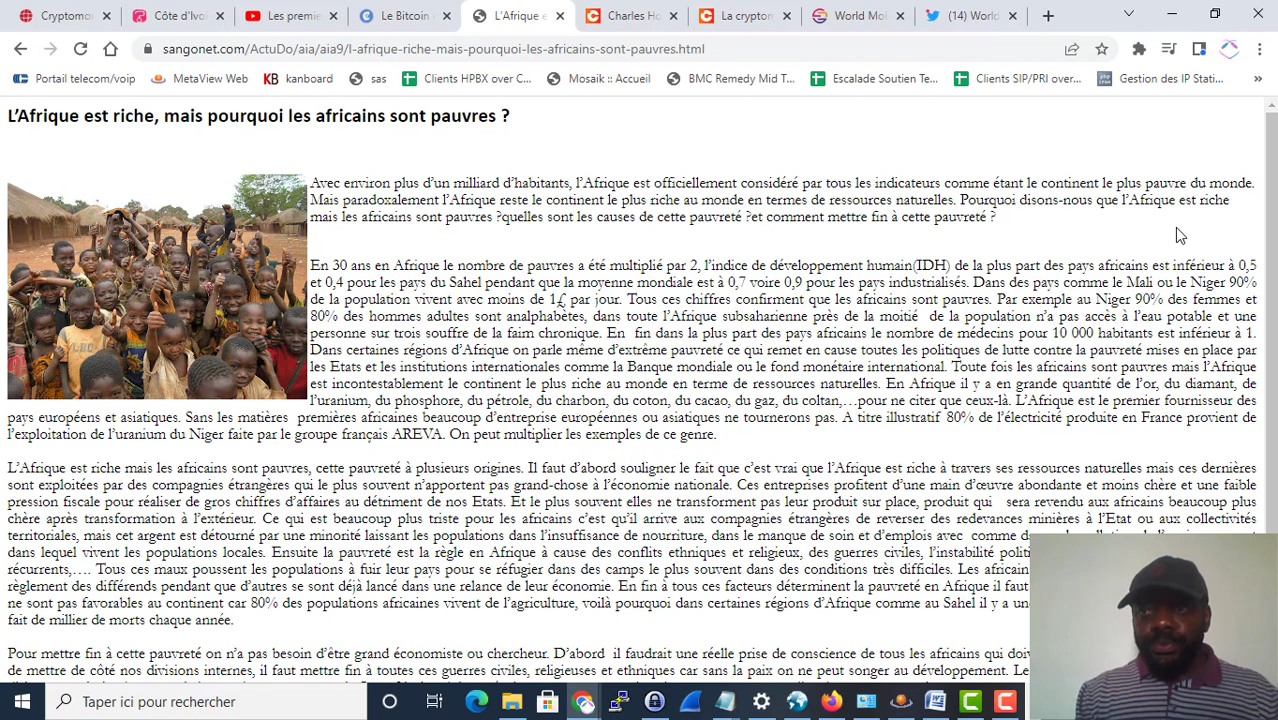 Cryptomor
Côte d'Ivo
Les premie
Le Bitcoin
L'Afrique e
Charles Ho
La cryptom
World Mob
(14) World
sangonet.com/ActuDo/aia/aia9/l-afrique-riche-mais-pourquoi-les-africains-sont-pauvres.html
Portail telecom/voip
MetaView Web
KB kanboard
sas
Clients HPBX over C...
Mosaik :: Accueil
BMC Remedy Mid T...
Escalade Soutien Te...
Clients SIP/PRI over...
Gestion des IP Stati...
L'Afrique est riche, mais pourquoi les africains sont pauvres ?
Avec environ plus d'un milliard d'habitants, l'Afrique est officiellement considéré par tous les indicateurs comme étant le continent le plus pauvre du monde.
Mais paradoxalement l'Afrique reste le continent le plus riche au monde en termes de ressources naturelles. Pourquoi disons-nous que l'Afrique est riche
mais les africains sont pauvres ?quelles sont les causes de cette pauvreté ?et comment mettre fin à cette pauvreté ?
En 30 ans en Afrique le nombre de pauvres a été multiplié par 2, l'indice de développement humain(IDH) de la plus part des pays africains est inférieur à 0,5
et 0,4 pour les pays du Sahel pendant que la moyenne mondiale est à 0,7 voire 0,9 pour les pays industrialisés. Dans des pays comme le Mali ou le Niger 90%
de la population vivent avec moins de 1£ par jour. Tous ces chiffres confirment que les africains sont pauvres. Par exemple au Niger 90% des femmes et
80% des hommes adultes sont analphabètes, dans toute l'Afrique subsaharienne près de la moitié de la population n'a pas accès à l'eau potable et une
personne sur trois souffre de la faim chronique. En fin dans la plus part des pays africains le nombre de médecins pour 10 000 habitants est inférieur à 1.
Dans certaines régions d'Afrique on parle même d'extrême pauvreté ce qui remet en cause toutes les politiques de lutte contre la pauvreté mises en place par
les Etats et les institutions internationales comme la Banque mondiale ou le fond monétaire international. Toute fois les africains sont pauvres mais l'Afrique
est incontestablement le continent le plus riche au monde en terme de ressources naturelles. En Afrique il y a en grande quantité de l'or, du diamant, de
l'uranium, du phosphore, du pétrole, du charbon, du coton, du cacao, du gaz, du coltan,…pour ne citer que ceux-là. L'Afrique est le premier fournisseur des
pays européens et asiatiques. Sans les matières premières africaines beaucoup d'entreprise européennes ou asiatiques ne tournerons pas. A titre illustratif 80% de l'électricité produite en France provient de
l'exploitation de l'uranium du Niger faite par le groupe français AREVA. On peut multiplier les exemples de ce genre.
L'Afrique est riche mais les africains sont pauvres, cette pauvreté à plusieurs origines. Il faut d'abord souligner le fait que c'est vrai que l'Afrique est riche à travers ses ressources naturelles mais ces dernières
sont exploitées par des compagnies étrangères qui le plus souvent n'apportent pas grand-chose à l'économie nationale. Ces entreprises profitent d'une main d'œuvre abondante et moins chère et une faible
pression fiscale pour réaliser de gros chiffres d'affaires au détriment de nos Etats. Et le plus souvent elles ne transforment pas leur produit sur place, produit qui sera revendu aux africains beaucoup plus
chère après transformation à l'extérieur. Ce qui est beaucoup plus triste pour les africains c'est qu'il arrive aux compagnies étrangères de reverser des redevances minières à l'Etat ou aux collectivités
territoriales, mais cet argent est détourné par une minorité laissant les populations dans l'insuffisance de nourriture, dans le manque de soin et d'emplois avec comme
dans lequel vivent les populations locales. Ensuite la pauvreté est la règle en Afrique à cause des conflits ethniques et religieux, des guerres civiles, l'instabilité
récurrents,…. Tous ces maux poussent les populations à fuir leur pays pour se réfugier dans des camps le plus souvent dans des conditions très difficiles. Les
règlement des différends pendant que d'autres se sont déjà lancé dans une relance de leur économie. En fin à tous ces facteurs déterminent la pauvreté en Afrique il faut
ne sont pas favorables au continent car 80% des populations africaines vivent de l'agriculture, voilà pourquoi dans certaines régions d'Afrique comme au Sahel il y a
fait de millier de morts chaque année.
Pour mettre fin à cette pauvreté on n'a pas besoin d'être grand économiste ou chercheur. D'abord il faudrait une réelle prise de conscience de tous les africains qui
de mettre de côté nos divisions internes, il faut mettre fin à toutes ces guerres civiles, religieuses et ethniques car sans la paix on ne peut songer au développement. Le
Taper ici pour rechercher